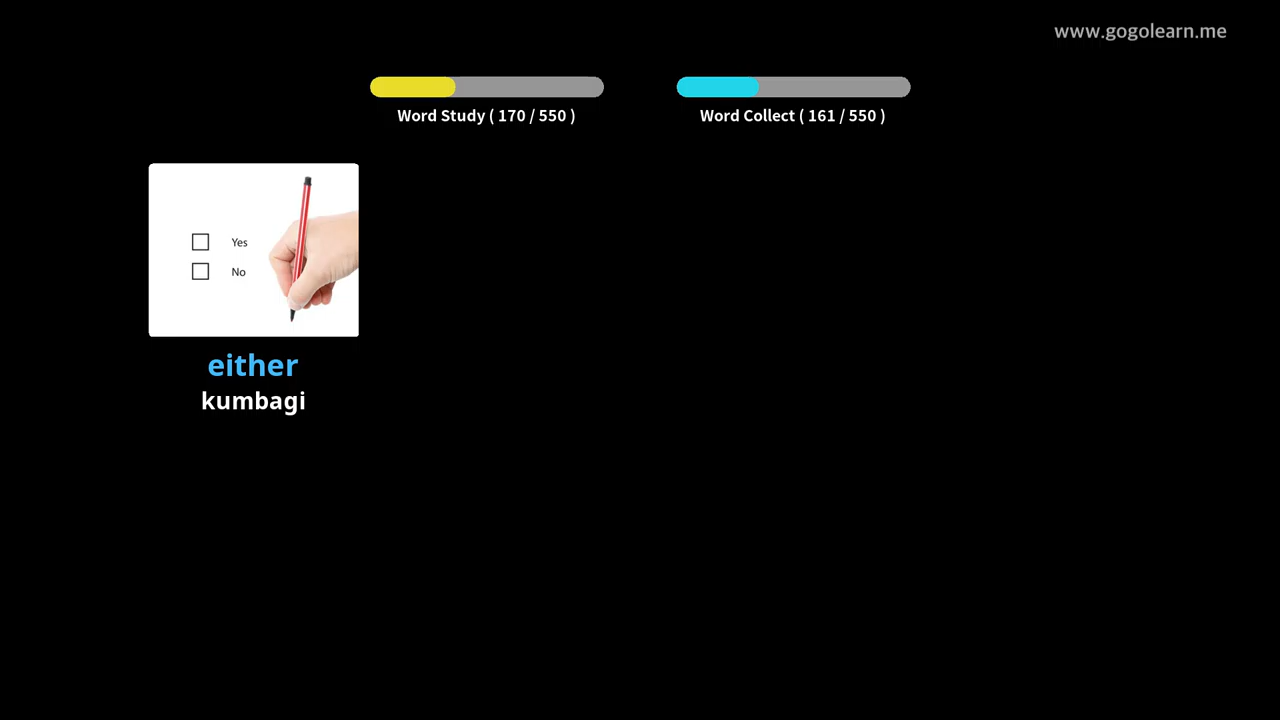 www.gogolearn.me
Word Study ( 170 / 550 )
Word Collect ( 161 / 550 )
Yes
No
either
kumbagi